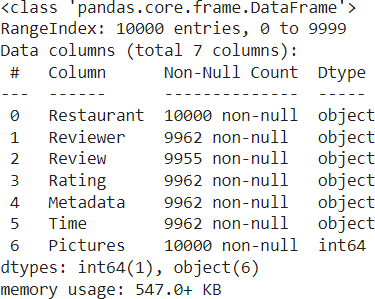 <class 'pandas.core.frame.DataFrame'>
RangeIndex: 10000 entries, 0 to 9999
Data columns (total 7 columns):
 #   Column      Non-Null Count  Dtype
---  ------      --------------  -----
 0   Restaurant  10000 non-null  object
 1   Reviewer    9962 non-null   object
 2   Review      9955 non-null   object
 3   Rating      9962 non-null   object
 4   Metadata    9962 non-null   object
 5   Time        9962 non-null   object
 6   Pictures    10000 non-null  int64
dtypes: int64(1), object(6)
memory usage: 547.0+ KB